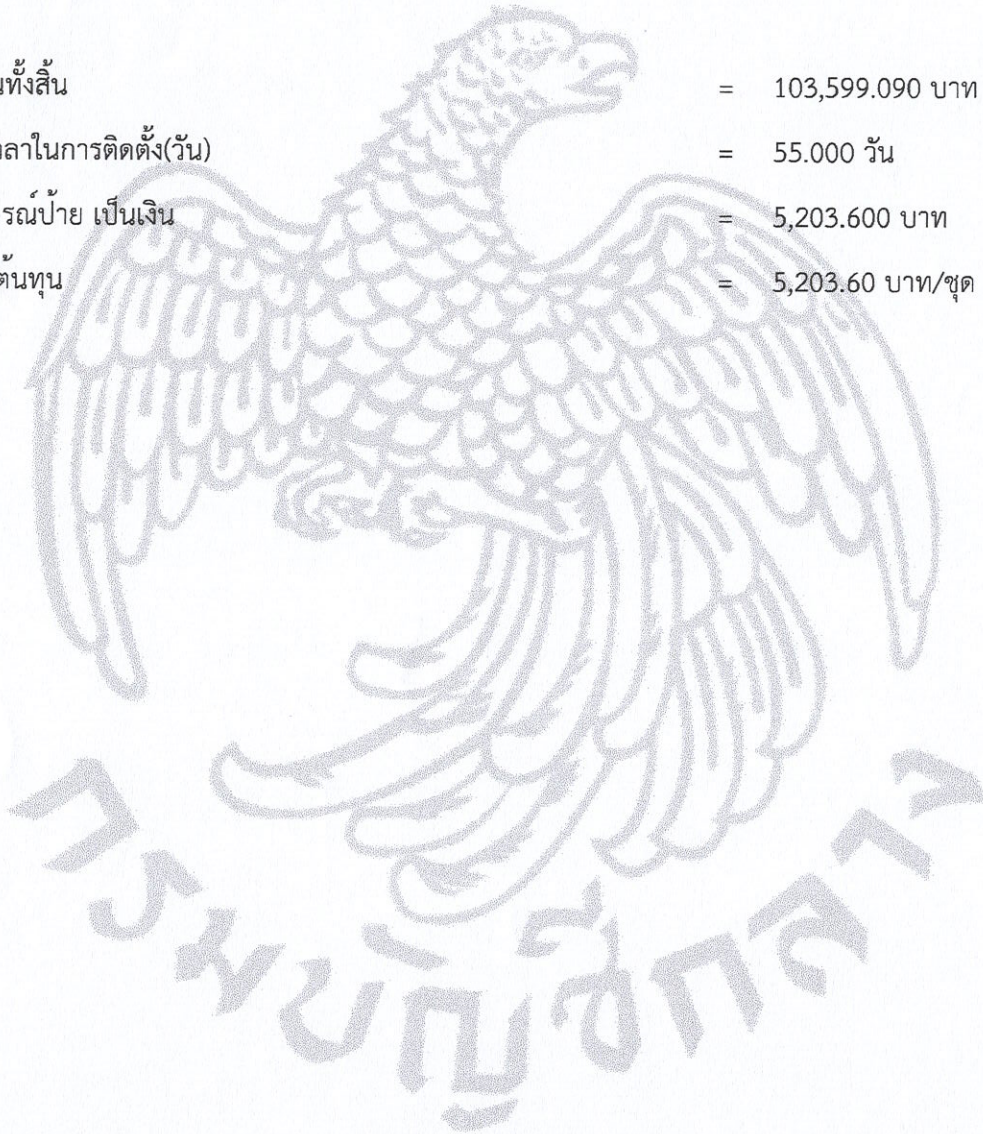 นทั้งสิ้น = 103,599.090 บาท
ลาในการติดตั้ง(วัน) = 55.000 วัน
รณ์ป้าย เป็นเงิน = 5,203.600 บาท
ต้นทุน = 5,203.60 บาท/ชุด
กรมบัญชีกลาง